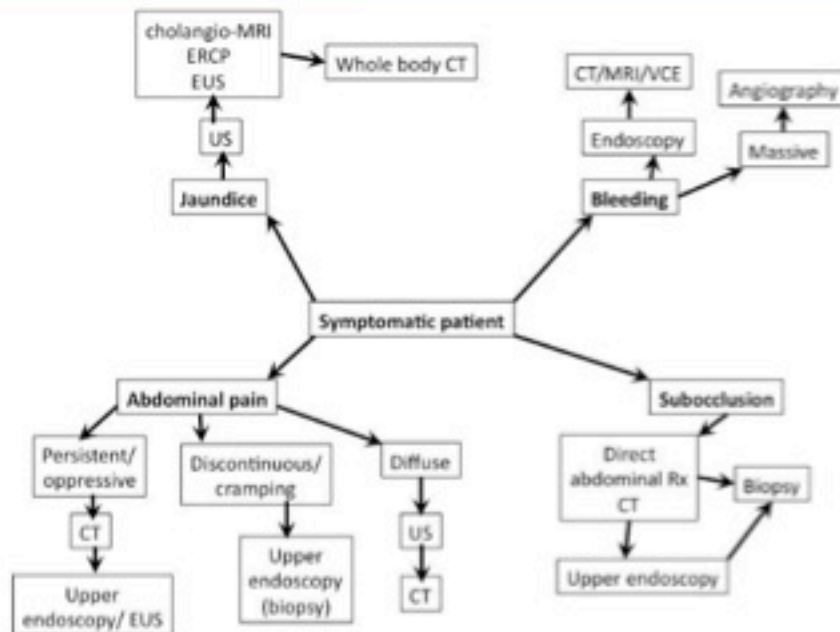 cholangio-MRI
ERCP
EUS
Whole body CT
US
Jaundice
CT/MRI/VCE
Angiography
Endoscopy
Massive
Bleeding
Symptomatic patient
Abdominal pain
Persistent/
oppressive
CT
Upper
endoscopy/ EUS
Discontinuous/
cramping
Upper
endoscopy
(biopsy)
Diffuse
US
CT
Subocclusion
Direct
abdominal Rx
CT
Biopsy
Upper endoscopy